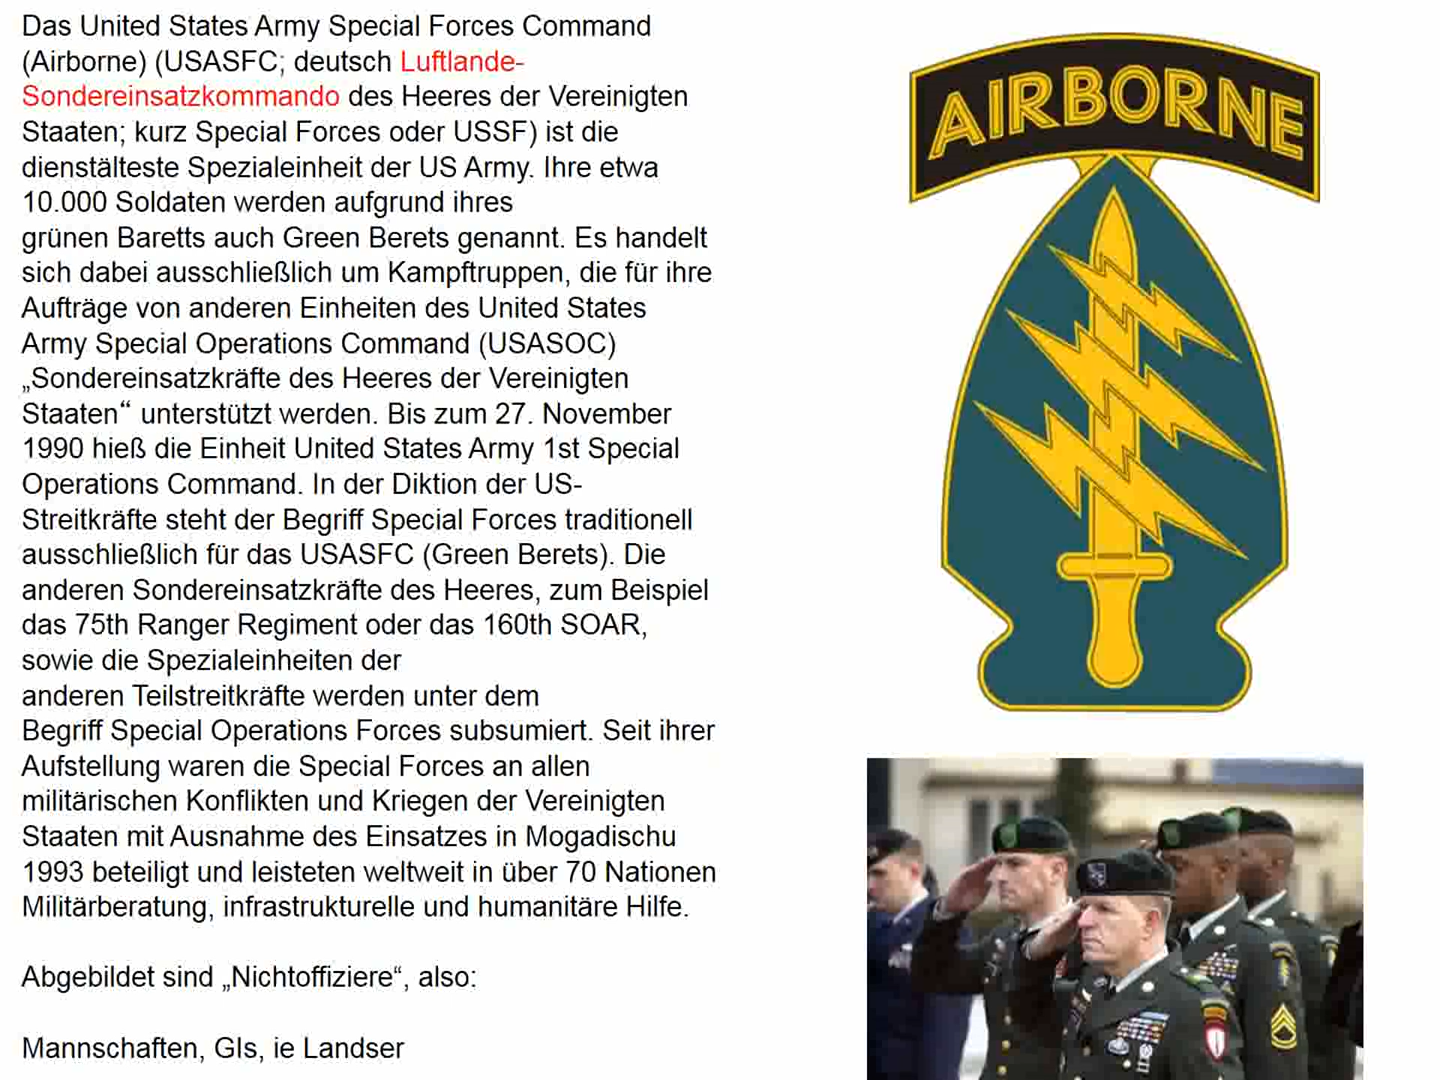 Das United States Army Special Forces Command
(Airborne) (USASFC; deutsch Luftlande-
Sondereinsatzkommando des Heeres der Vereinigten
Staaten; kurz Special Forces oder USSF) ist die
dienstälteste Spezialeinheit der US Army. Ihre etwa
10.000 Soldaten werden aufgrund ihres
grünen Baretts auch Green Berets genannt. Es handelt
sich dabei ausschließlich um Kampftruppen, die für ihre
Aufträge von anderen Einheiten des United States
Army Special Operations Command (USASOC)
„Sondereinsatzkräfte des Heeres der Vereinigten
Staaten“ unterstützt werden. Bis zum 27. November
1990 hieß die Einheit United States Army 1st Special
Operations Command. In der Diktion der US-
Streitkräfte steht der Begriff Special Forces traditionell
ausschließlich für das USASFC (Green Berets). Die
anderen Sondereinsatzkräfte des Heeres, zum Beispiel
das 75th Ranger Regiment oder das 160th SOAR,
sowie die Spezialeinheiten der
anderen Teilstreitkräfte werden unter dem
Begriff Special Operations Forces subsumiert. Seit ihrer
Aufstellung waren die Special Forces an allen
militärischen Konflikten und Kriegen der Vereinigten
Staaten mit Ausnahme des Einsatzes in Mogadischu
1993 beteiligt und leisteten weltweit in über 70 Nationen
Militärberatung, infrastrukturelle und humanitäre Hilfe.
Abgebildet sind „Nichtoffiziere“, also:
Mannschaften, GIs, ie Landser
AIRBORNE